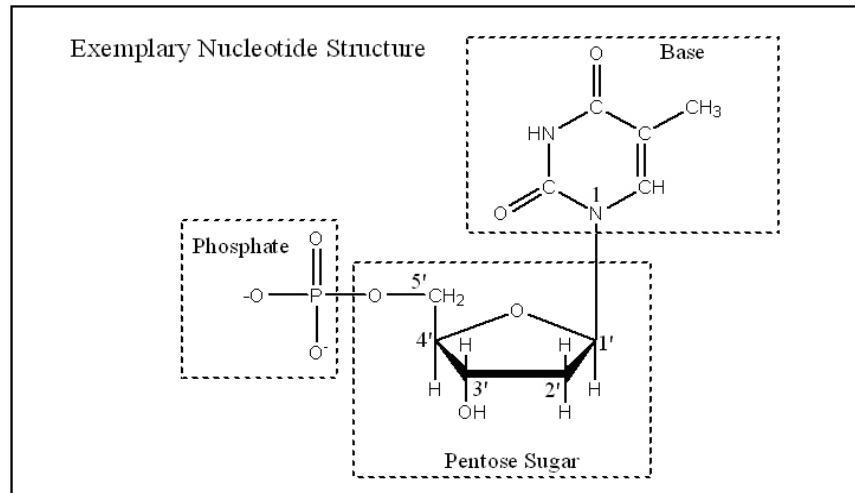 Exemplary Nucleotide Structure
Base
O
C
CH₃
HN
C
C
CH
O
1
N
Phosphate
O
-O
P
O
5'
CH₂
O
O⁻
4'
H
H
1'
H
3'
2'
H
OH
H
Pentose Sugar